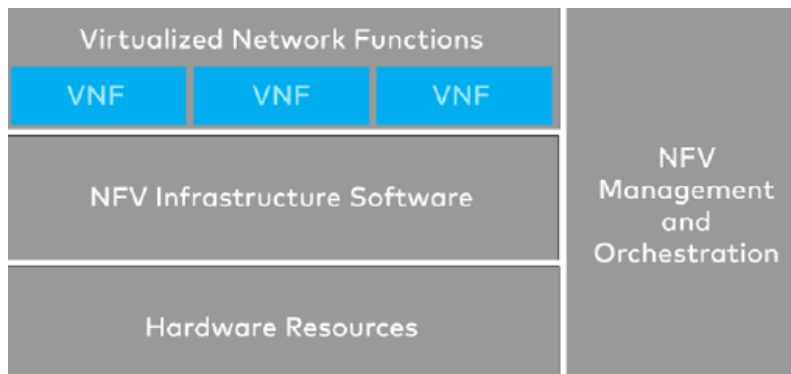 Virtualized Network Functions
VNF VNF VNF
NFV Infrastructure Software
Hardware Resources
NFV
Management
and
Orchestration